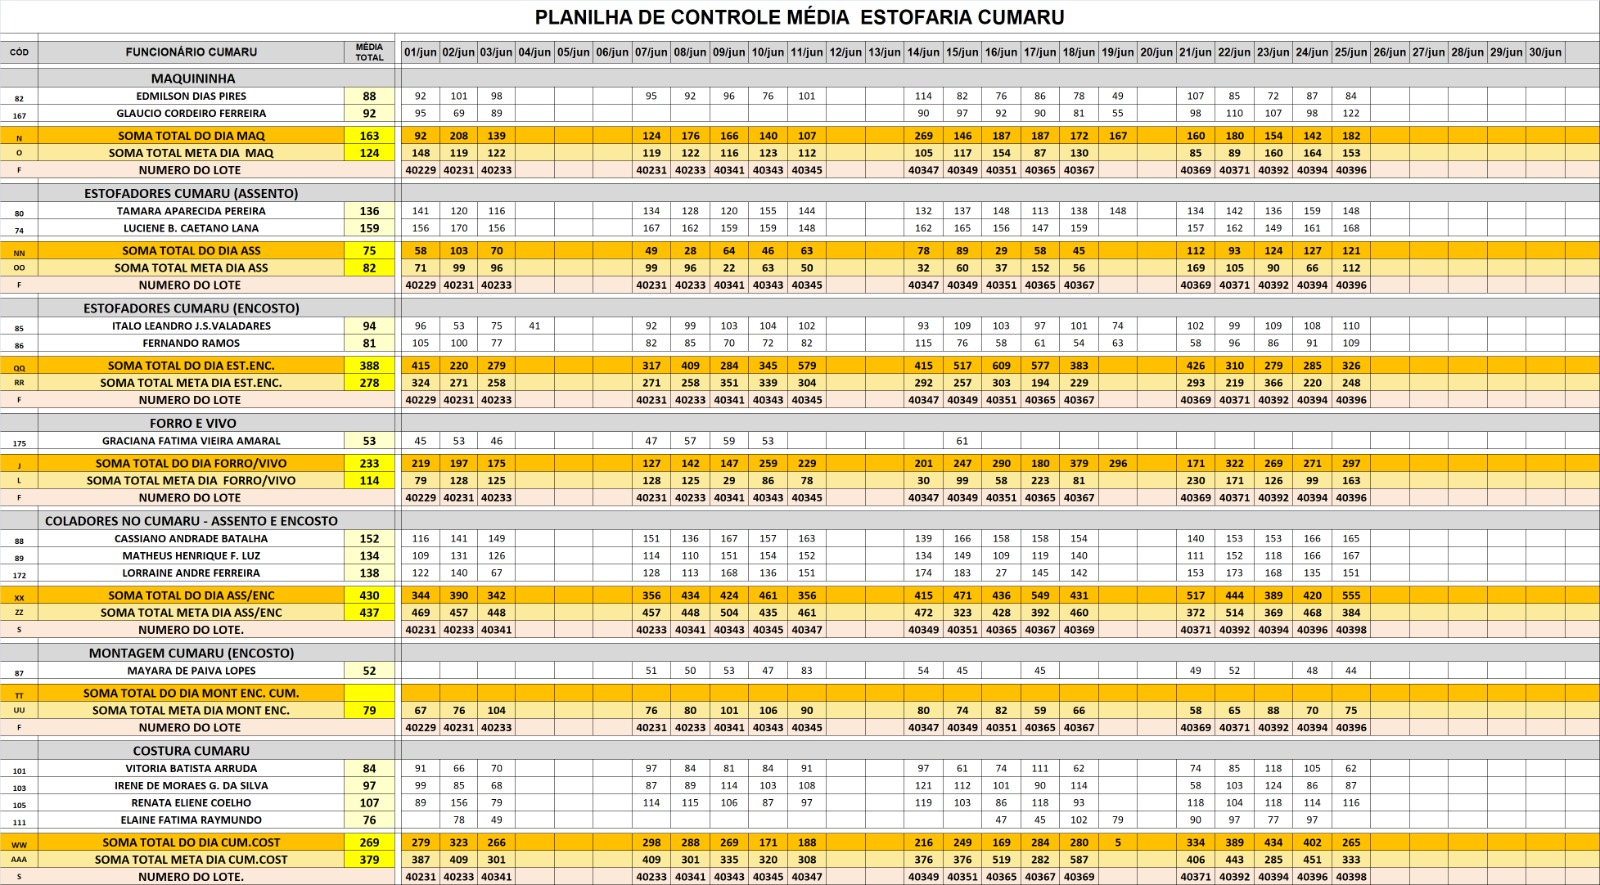 PLANILHA DE CONTROLE MÉDIA ESTOFARIA CUMARU
CÓD FUNCIONÁRIO CUMARU MÉDIA TOTAL 01/jun 02/jun 03/jun 04/jun 05/jun 06/jun 07/jun 08/jun 09/jun 10/jun 11/jun 12/jun 13/jun 14/jun 15/jun 16/jun 17/jun 18/jun 19/jun 20/jun 21/jun 22/jun 23/jun 24/jun 25/jun 26/jun 27/jun 28/jun 29/jun 30/jun
MAQUININHA
82 EDMILSON DIAS PIRES 88 92 101 98 95 92 96 76 101 114 82 76 86 78 49 107 85 72 87 84
167 GLAUCIO CORDEIRO FERREIRA 92 95 69 89 90 97 92 90 81 55 98 110 107 98 122
N SOMA TOTAL DO DIA MAQ 163 92 208 139 124 176 166 140 107 269 146 187 187 172 167 160 180 154 142 182
O SOMA TOTAL META DIA MAQ 124 148 119 122 119 122 116 123 112 105 117 154 87 130 85 89 160 164 153
F NUMERO DO LOTE 40229 40231 40233 40231 40233 40341 40343 40345 40347 40349 40351 40365 40367 40369 40371 40392 40394 40396
ESTOFADORES CUMARU (ASSENTO)
80 TAMARA APARECIDA PEREIRA 136 141 120 116 134 128 120 155 144 132 137 148 113 138 148 134 142 136 159 148
74 LUCIENE B. CAETANO LANA 159 156 170 156 167 162 159 159 148 162 165 156 147 159 157 162 149 161 168
NN SOMA TOTAL DO DIA ASS 75 58 103 70 49 28 64 46 63 78 89 29 58 45 112 93 124 127 121
OO SOMA TOTAL META DIA ASS 82 71 99 96 99 96 22 63 50 32 60 37 152 56 169 105 90 66 112
F NUMERO DO LOTE 40229 40231 40233 40231 40233 40341 40343 40345 40347 40349 40351 40365 40367 40369 40371 40392 40394 40396
ESTOFADORES CUMARU (ENCOSTO)
85 ITALO LEANDRO J.S.VALADARES 94 96 53 75 41 92 99 103 104 102 93 109 103 97 101 74 102 99 109 108 110
86 FERNANDO RAMOS 81 105 100 77 82 85 70 72 82 115 76 58 61 54 63 58 96 86 91 109
QQ SOMA TOTAL DO DIA EST.ENC. 388 415 220 279 317 409 284 345 579 415 517 609 577 383 426 310 279 285 326
RR SOMA TOTAL META DIA EST.ENC. 278 324 271 258 271 258 351 339 304 292 257 303 194 229 293 219 366 220 248
F NUMERO DO LOTE 40229 40231 40233 40231 40233 40341 40343 40345 40347 40349 40351 40365 40367 40369 40371 40392 40394 40396
FORRO E VIVO
175 GRACIANA FATIMA VIEIRA AMARAL 53 45 53 46 47 57 59 53 61
J SOMA TOTAL DO DIA FORRO/VIVO 233 219 197 175 127 142 147 259 229 201 247 290 180 379 296 171 322 269 271 297
L SOMA TOTAL META DIA FORRO/VIVO 114 79 128 125 128 125 29 86 78 30 99 58 223 81 230 171 126 99 163
F NUMERO DO LOTE 40229 40231 40233 40231 40233 40341 40343 40345 40347 40349 40351 40365 40367 40369 40371 40392 40394 40396
COLADORES NO CUMARU - ASSENTO E ENCOSTO
88 CASSIANO ANDRADE BATALHA 152 116 141 149 151 136 167 157 163 139 166 158 158 154 140 153 153 166 165
89 MATHEUS HENRIQUE F. LUZ 134 109 131 126 114 110 151 154 152 134 149 109 119 140 111 152 118 166 167
172 LORRAINE ANDRE FERREIRA 138 122 140 67 128 113 168 136 151 174 183 27 145 142 153 173 168 135 151
XX SOMA TOTAL DO DIA ASS/ENC 430 344 390 342 356 434 424 461 356 415 471 436 549 431 517 444 389 420 555
ZZ SOMA TOTAL META DIA ASS/ENC 437 469 457 448 457 448 504 435 461 472 323 428 392 460 372 514 369 468 384
S NUMERO DO LOTE. 40231 40233 40341 40233 40341 40343 40345 40347 40349 40351 40365 40367 40369 40371 40392 40394 40396 40398
MONTAGEM CUMARU (ENCOSTO)
87 MAYARA DE PAIVA LOPES 52 51 50 53 47 83 54 45 45 49 52 48 44
TT SOMA TOTAL DO DIA MONT ENC. CUM.
UU SOMA TOTAL META DIA MONT ENC. 79 67 76 104 76 80 101 106 90 80 74 82 59 66 58 65 88 70 75
F NUMERO DO LOTE 40229 40231 40233 40231 40233 40341 40343 40345 40347 40349 40351 40365 40367 40369 40371 40392 40394 40396
COSTURA CUMARU
101 VITORIA BATISTA ARRUDA 84 91 66 70 97 84 81 84 91 97 61 74 111 62 74 85 118 105 62
103 IRENE DE MORAES G. DA SILVA 97 99 85 68 87 89 114 103 108 121 112 101 90 114 58 103 124 86 87
105 RENATA ELIENE COELHO 107 89 156 79 114 115 106 87 97 119 103 86 118 93 118 104 118 114 116
111 ELAINE FATIMA RAYMUNDO 76 78 49 47 45 102 79 90 97 77 97
WW SOMA TOTAL DO DIA CUM.COST 269 279 323 266 298 288 269 171 188 216 249 169 284 280 5 334 389 434 402 265
AAA SOMA TOTAL META DIA CUM.COST 379 387 409 301 409 301 335 320 308 376 376 519 282 587 406 443 285 451 333
S NUMERO DO LOTE. 40231 40233 40341 40233 40341 40343 40345 40347 40349 40351 40365 40367 40369 40371 40392 40394 40396 40398